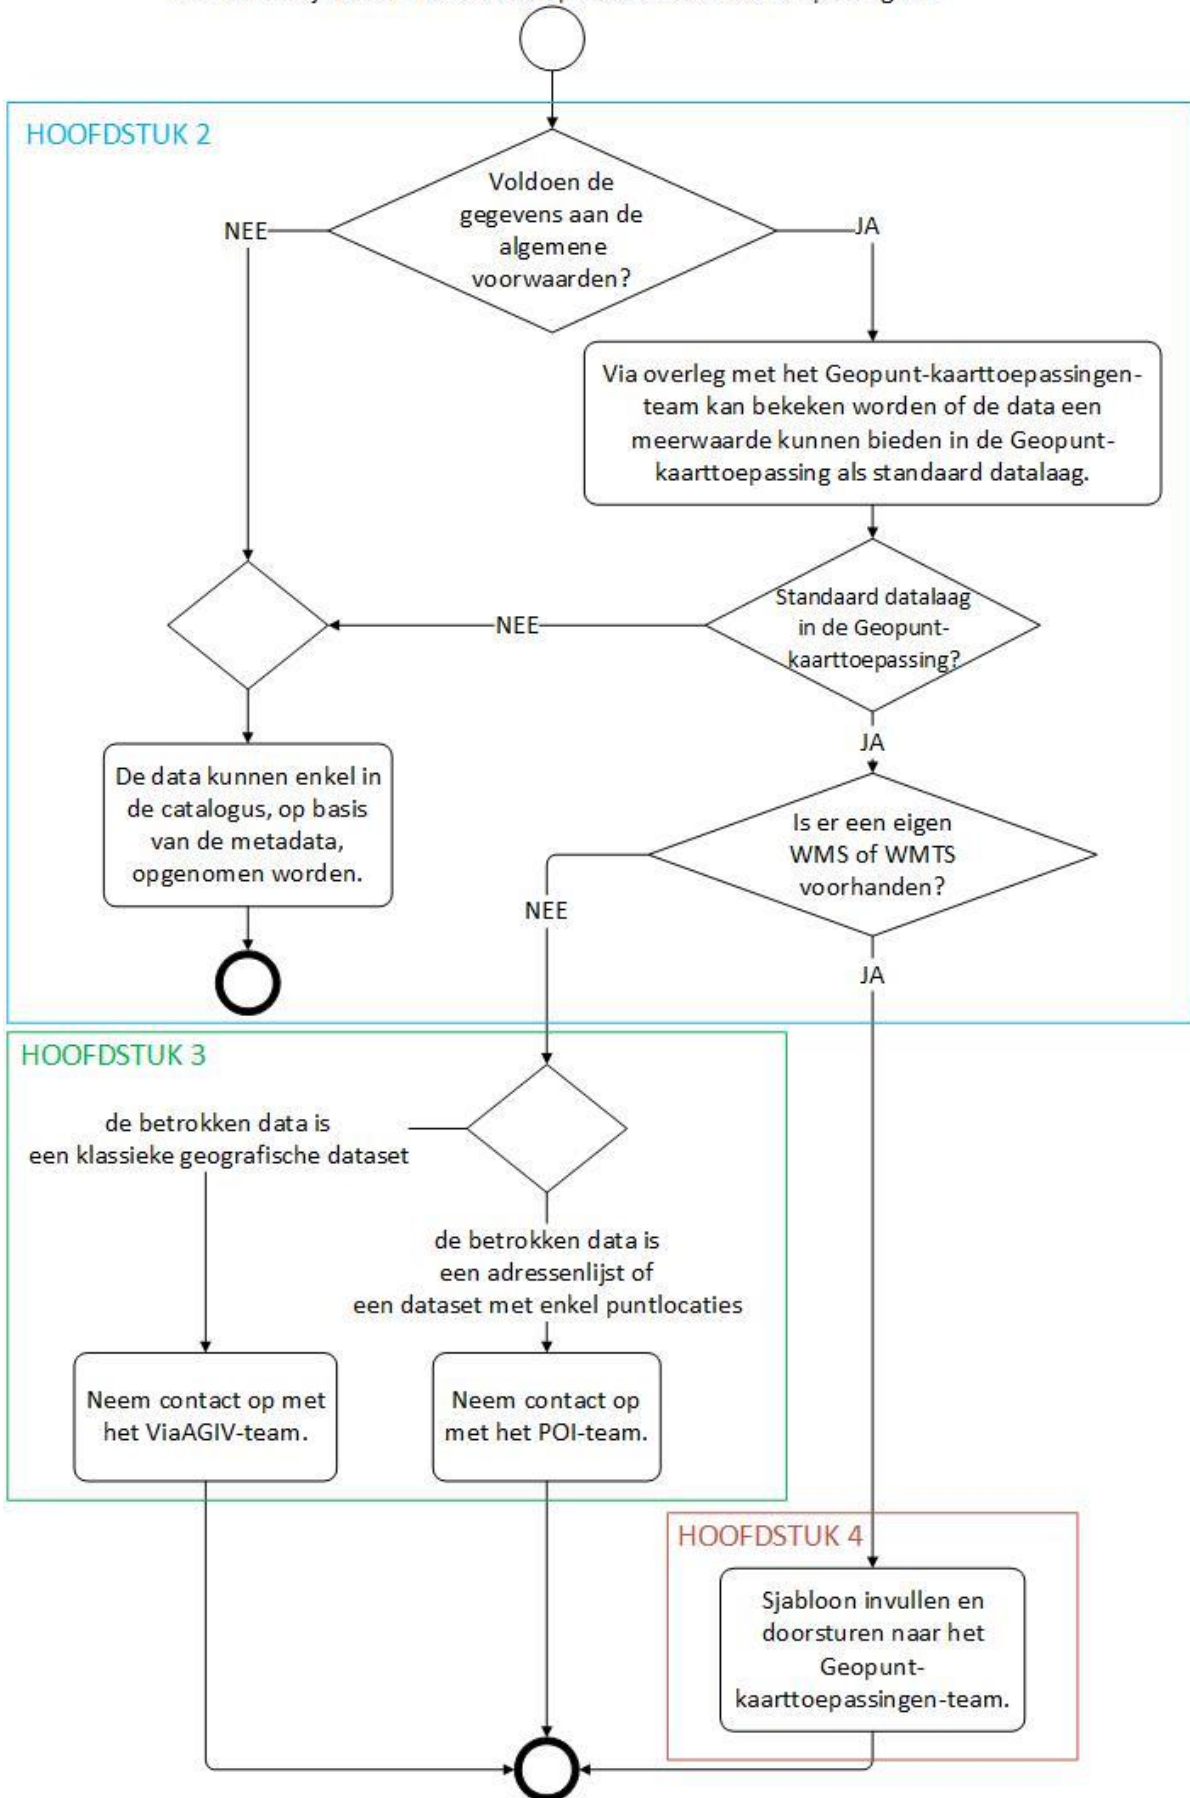 HOOFDSTUK 2
Voldoen de
gegevens aan de
algemene
voorwaarden?
NEE
JA
Via overleg met het Geopunt-kaarttoepassingen-
team kan bekeken worden of de data een
meerwaarde kunnen bieden in de Geopunt-
kaarttoepassing als standaard datalaag.
Standaard datalaag
in de Geopunt-
kaarttoepassing?
NEE
JA
De data kunnen enkel in
de catalogus, op basis
van de metadata,
opgenomen worden.
Is er een eigen
WMS of WMTS
voorhanden?
NEE
JA
HOOFDSTUK 3
de betrokken data is
een klassieke geografische dataset
de betrokken data is
een adressenlijst of
een dataset met enkel puntlocaties
Neem contact op met
het ViaAGIV-team.
Neem contact op
met het POI-team.
HOOFDSTUK 4
Sjabloon invullen en
doorsturen naar het
Geopunt-
kaarttoepassingen-team.